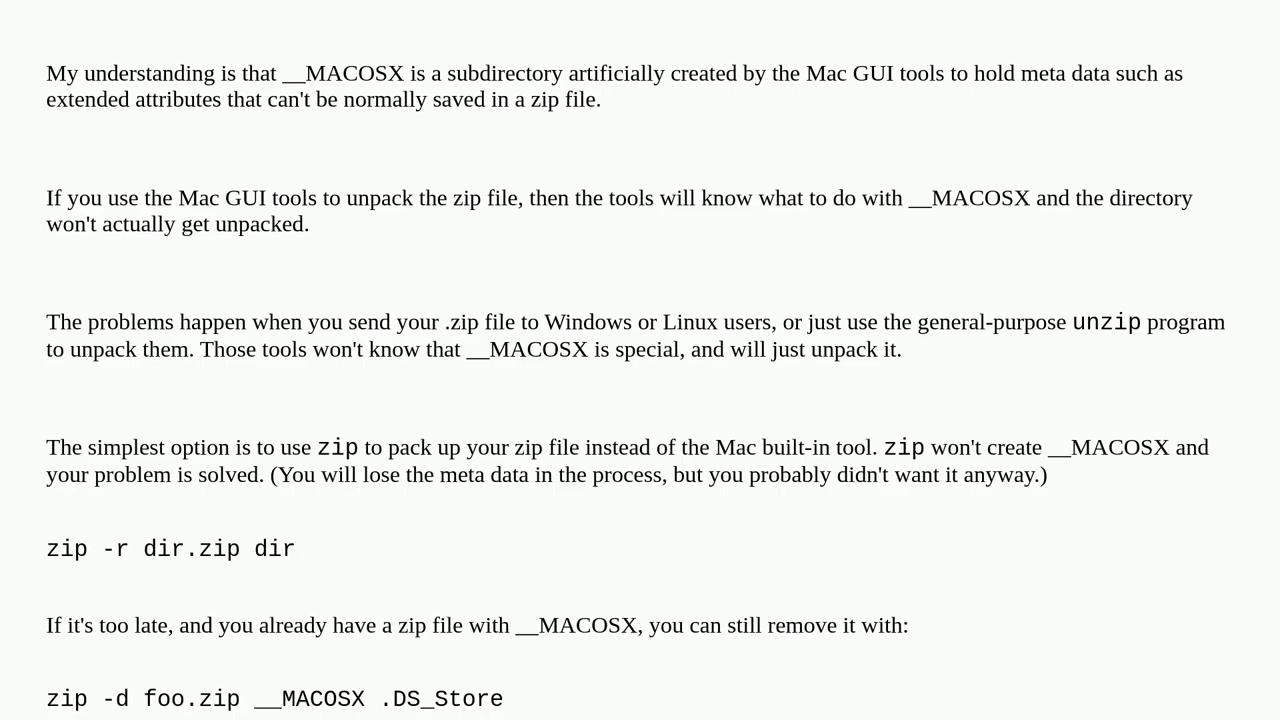 My understanding is that __MACOSX is a subdirectory artificially created by the Mac GUI tools to hold meta data such as
extended attributes that can't be normally saved in a zip file.
If you use the Mac GUI tools to unpack the zip file, then the tools will know what to do with __MACOSX and the directory
won't actually get unpacked.
The problems happen when you send your .zip file to Windows or Linux users, or just use the general-purpose unzip program
to unpack them. Those tools won't know that __MACOSX is special, and will just unpack it.
The simplest option is to use zip to pack up your zip file instead of the Mac built-in tool. zip won't create __MACOSX and
your problem is solved. (You will lose the meta data in the process, but you probably didn't want it anyway.)
zip -r dir.zip dir
If it's too late, and you already have a zip file with __MACOSX, you can still remove it with:
zip -d foo.zip __MACOSX .DS_Store